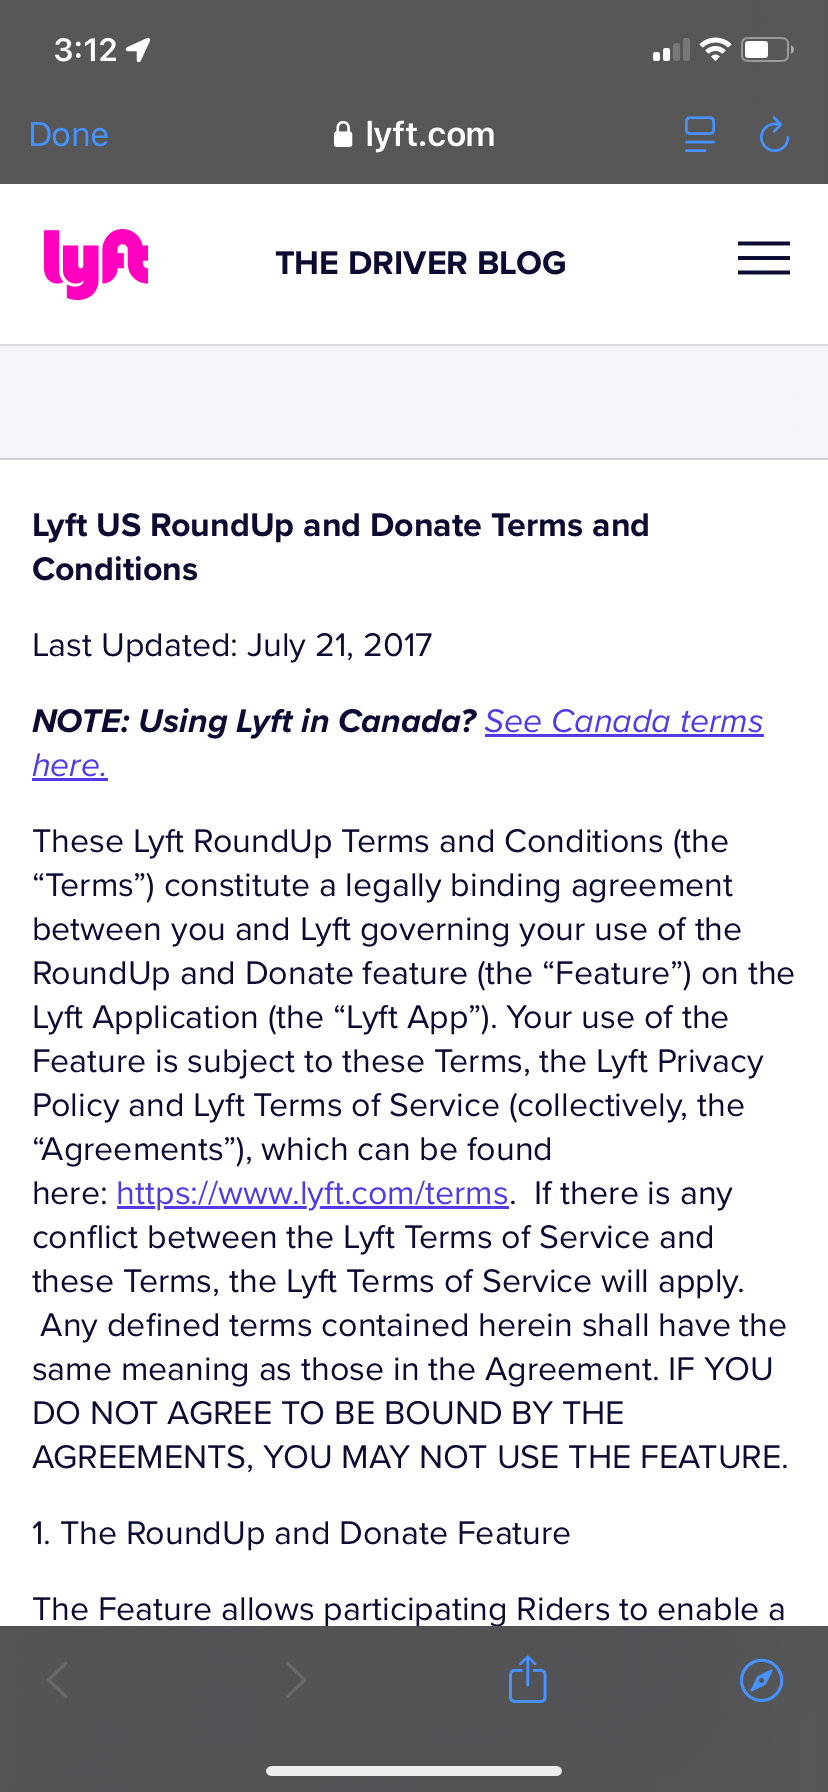 3:12
Done
lyft.com
lyft
THE DRIVER BLOG
Lyft US RoundUp and Donate Terms and
Conditions
Last Updated: July 21, 2017
NOTE: Using Lyft in Canada? See Canada terms
here.
These Lyft RoundUp Terms and Conditions (the
“Terms”) constitute a legally binding agreement
between you and Lyft governing your use of the
RoundUp and Donate feature (the “Feature”) on the
Lyft Application (the “Lyft App”). Your use of the
Feature is subject to these Terms, the Lyft Privacy
Policy and Lyft Terms of Service (collectively, the
“Agreements”), which can be found
here: https://www.lyft.com/terms.  If there is any
conflict between the Lyft Terms of Service and
these Terms, the Lyft Terms of Service will apply.
Any defined terms contained herein shall have the
same meaning as those in the Agreement. IF YOU
DO NOT AGREE TO BE BOUND BY THE
AGREEMENTS, YOU MAY NOT USE THE FEATURE.
1. The RoundUp and Donate Feature
The Feature allows participating Riders to enable a